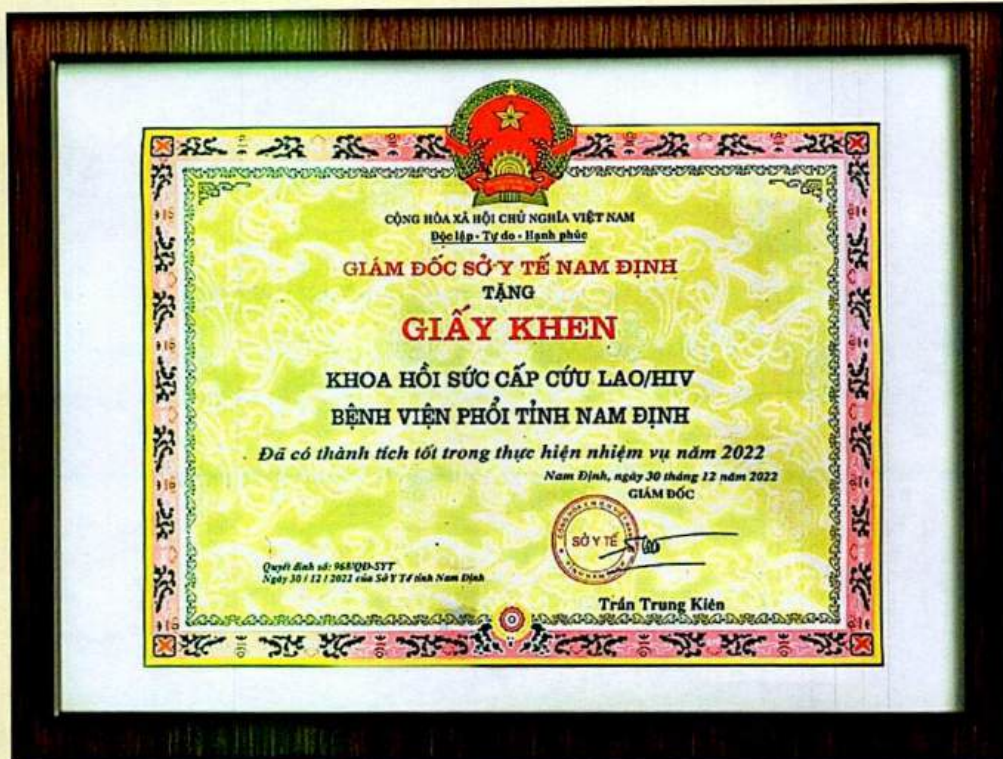 CỘNG HÒA XÃ HỘI CHỦ NGHĨA VIỆT NAM
Độc lập - Tự do - Hạnh phúc
GIÁM ĐỐC SỞ Y TẾ NAM ĐỊNH
TẶNG
GIẤY KHEN
KHOA HỒI SỨC CẤP CỨU LAO/HIV
BỆNH VIỆN PHỔI TỈNH NAM ĐỊNH
Đã có thành tích tốt trong thực hiện nhiệm vụ năm 2022
Nam Định, ngày 30 tháng 12 năm 2022
GIÁM ĐỐC
SỞ Y TẾ
Quyết định số: 968/QĐ-SYT
Ngày 30 / 12 / 2022 của Sở Y Tế tỉnh Nam Định
Trần Trung Kiên